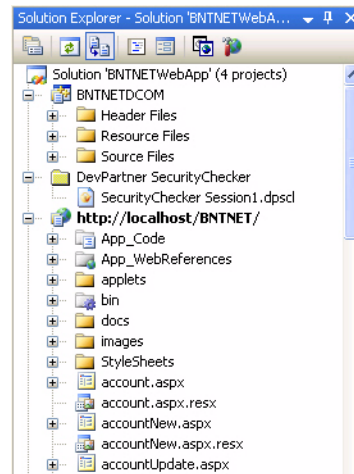 Solution Explorer - Solution 'BNTNETWebA...
Solution 'BNTNETWebApp' (4 projects)
BNTNETDCOM
Header Files
Resource Files
Source Files
DevPartner SecurityChecker
SecurityChecker Session1.dpscl
http://localhost/BNTNET/
App_Code
App_WebReferences
applets
bin
docs
images
StyleSheets
account.aspx
account.aspx.resx
accountNew.aspx
accountNew.aspx.resx
accountUpdate.aspx